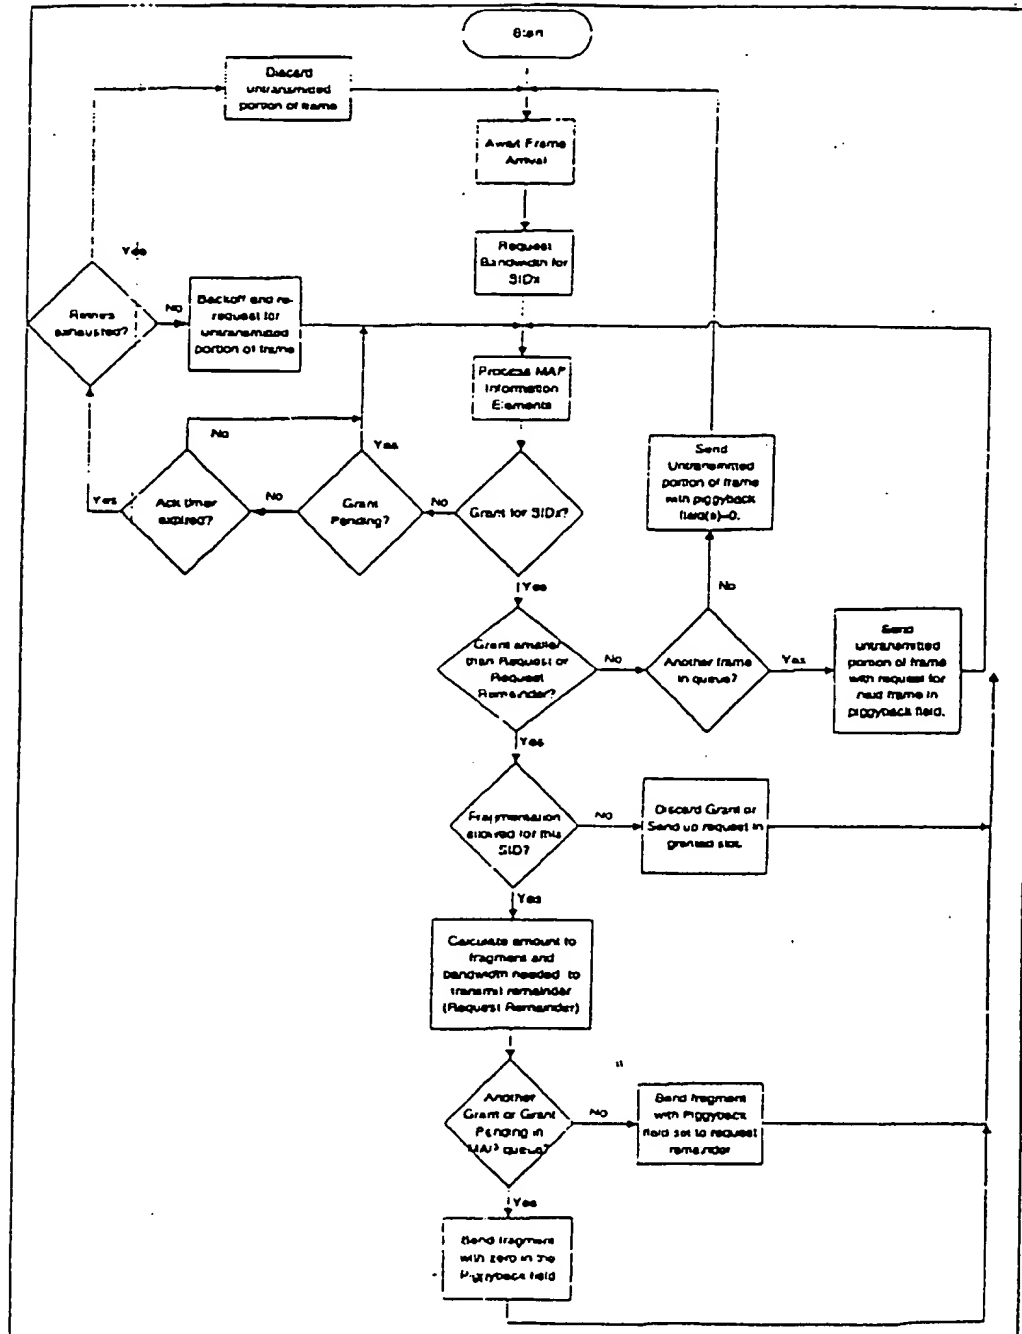 Start
Discard
untransmitted
portion of frame
Await Frame
Arrival
Request
Bandwidth for
SIDx
Yes
Retries
exhausted?
No
Backoff and re-
request for
untransmitted
portion of frame
Process MAP
Information
Elements
No
Yes
Send
Untransmitted
portion of frame
with piggyback
field(s)=0.
Yes
Ack timer
expired?
No
Grant
Pending?
No
Grant for SIDx?
Yes
No
Grant smaller
than Request or
Request
Remainder?
No
Another frame
in queue?
Yes
Send
untransmitted
portion of frame
with request for
next frame in
piggyback field.
Yes
Fragmentation
allowed for this
SID?
No
Discard Grant or
Send up request in
granted slot.
Yes
Calculate amount to
fragment and
bandwidth needed to
transmit remainder
(Request Remainder)
Another
Grant or Grant
Pending in
MAP queue?
No
Send fragment
with Piggyback
field set to request
remainder
Yes
Send fragment
with zero in the
Piggyback field